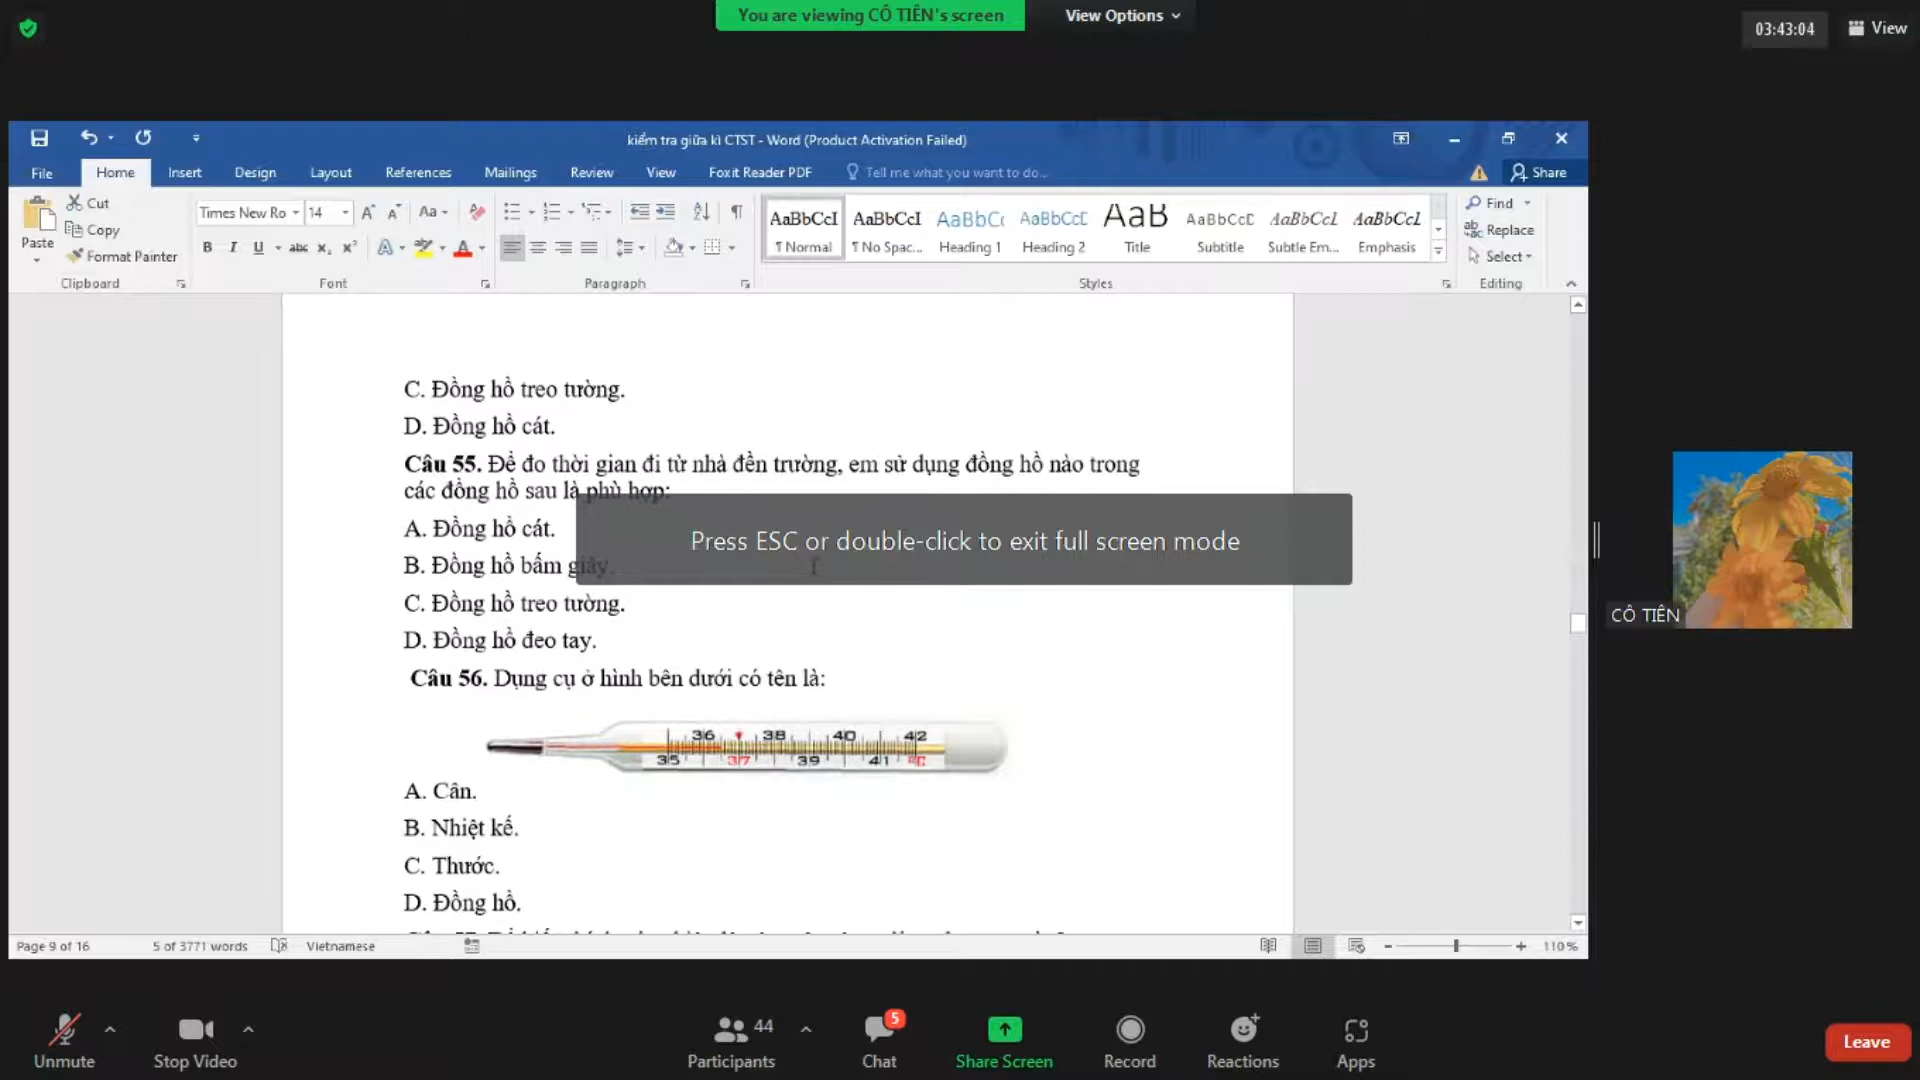 You are viewing CÔ TIÊN's screen
View Options
03:43:04
View
kiểm tra giữa kì CTST - Word (Product Activation Failed)
File
Home
Insert
Design
Layout
References
Mailings
Review
View
Foxit Reader PDF
Tell me what you want to do...
Share
Paste
Cut
Copy
Format Painter
Clipboard
Times New Ro
14
Font
Paragraph
AaBbCcI
¶ Normal
AaBbCcI
¶ No Spac...
AaBbC
Heading 1
AaBbCcE
Heading 2
AaB
Title
AaBbCcE
Subtitle
AaBbCcI
Subtle Em...
AaBbCcI
Emphasis
Styles
Find
Replace
Select
Editing
C. Đồng hồ treo tường.
D. Đồng hồ cát.
Câu 55. Để đo thời gian đi từ nhà đến trường, em sử dụng đồng hồ nào trong
các đồng hồ sau là phù hợp:
A. Đồng hồ cát.
Press ESC or double-click to exit full screen mode
B. Đồng hồ bấm giây.
C. Đồng hồ treo tường.
D. Đồng hồ đeo tay.
Câu 56. Dụng cụ ở hình bên dưới có tên là:
36 38 40 42
35 37 39 41 °C
A. Cân.
B. Nhiệt kế.
C. Thước.
D. Đồng hồ.
CÔ TIÊN
Page 9 of 16
5 of 3771 words
Vietnamese
110%
Unmute
Stop Video
44
Participants
5
Chat
Share Screen
Record
Reactions
Apps
Leave